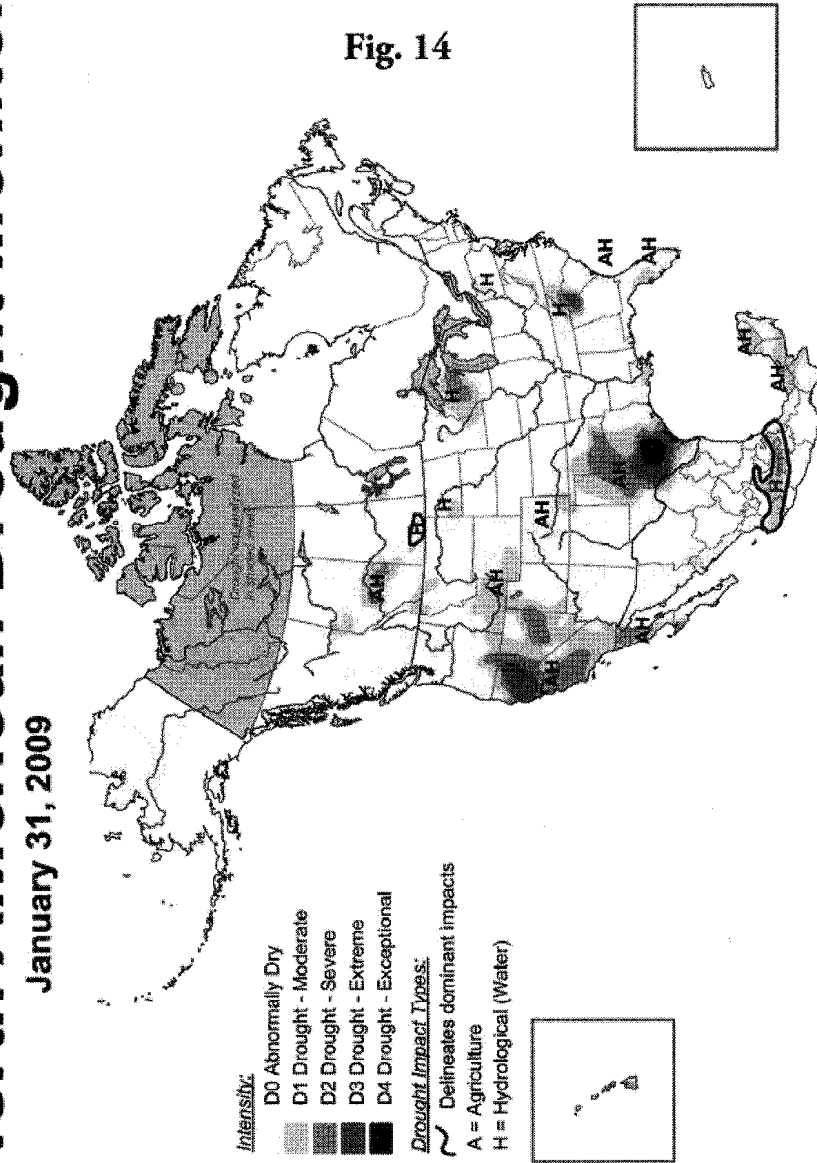 January 31, 2009
Fig. 14
Intensity:
D0 Abnormally Dry
D1 Drought - Moderate
D2 Drought - Severe
D3 Drought - Extreme
D4 Drought - Exceptional
Drought Impact Types:
Delineates dominant impacts
A = Agriculture
H = Hydrological (Water)
AH
H
H
AH
AH
AH
AH
AH
H
H
H
AH
AH
AH
AH
H